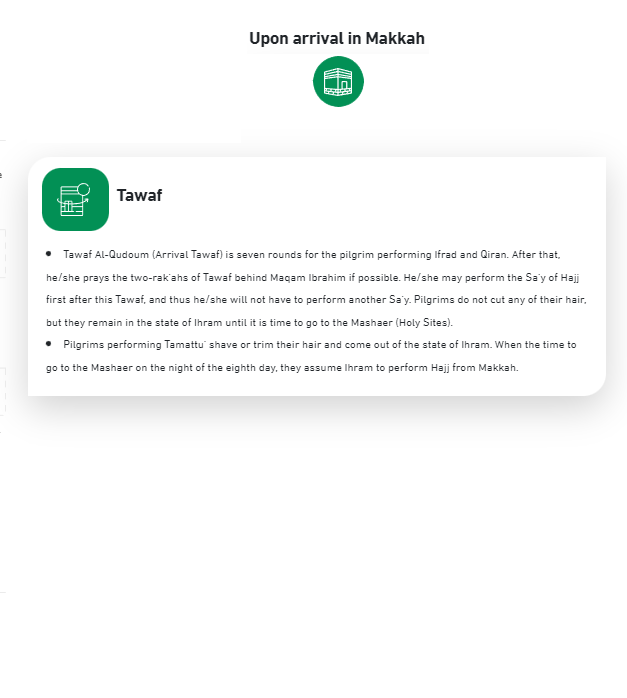 Upon arrival in Makkah
Tawaf
• Tawaf Al-Qudoum (Arrival Tawaf) is seven rounds for the pilgrim performing Ifrad and Qiran. After that,
he/she prays the two-rak'ahs of Tawaf behind Maqam Ibrahim if possible. He/she may perform the Sa'y of Hajj
first after this Tawaf, and thus he/she will not have to perform another Sa'y. Pilgrims do not cut any of their hair,
but they remain in the state of Ihram until it is time to go to the Mashaer (Holy Sites).
• Pilgrims performing Tamattu' shave or trim their hair and come out of the state of Ihram. When the time to
go to the Mashaer on the night of the eighth day, they assume Ihram to perform Hajj from Makkah.